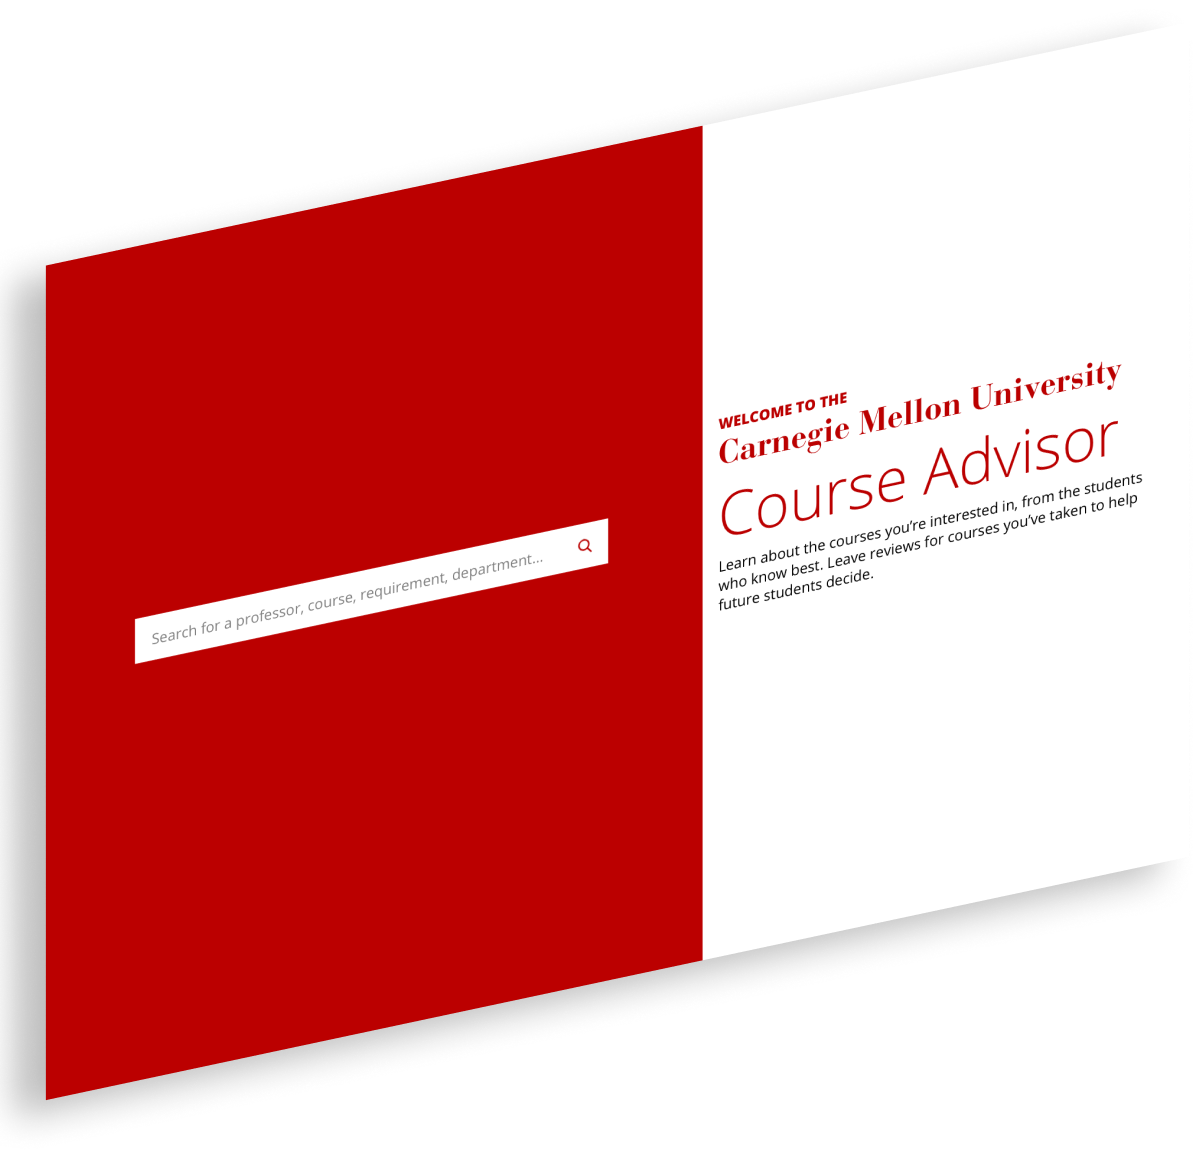 Search for a professor, course, requirement, department...
WELCOME TO THE
Carnegie Mellon University
Course Advisor
Learn about the courses you’re interested in, from the students
who know best. Leave reviews for courses you’ve taken to help
future students decide.